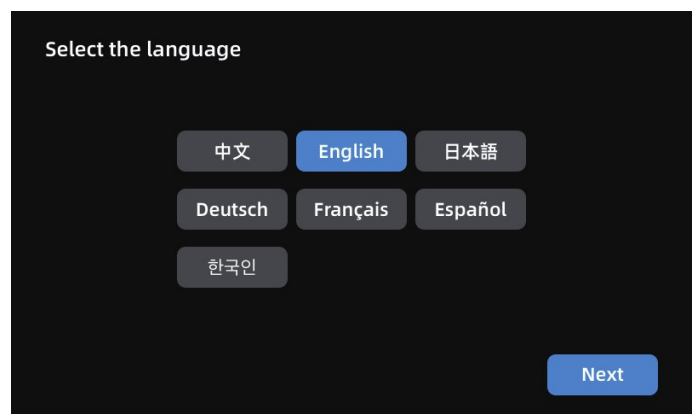 Select the language
中文 English 日本語
Deutsch Français Español
한국인
Next